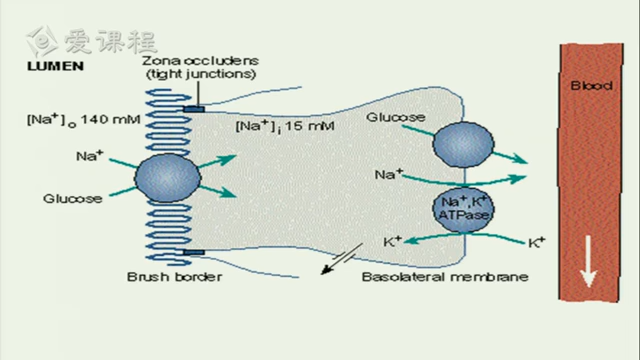 爱课程
LUMEN
Zona occludens
(tight junctions)
Blood
[Na⁺]ₒ 140 mM
[Na⁺]ᵢ 15 mM
Glucose
Na⁺
Na⁺
Glucose
Na⁺,K⁺
ATPase
K⁺
K⁺
Brush border
Basolateral membrane